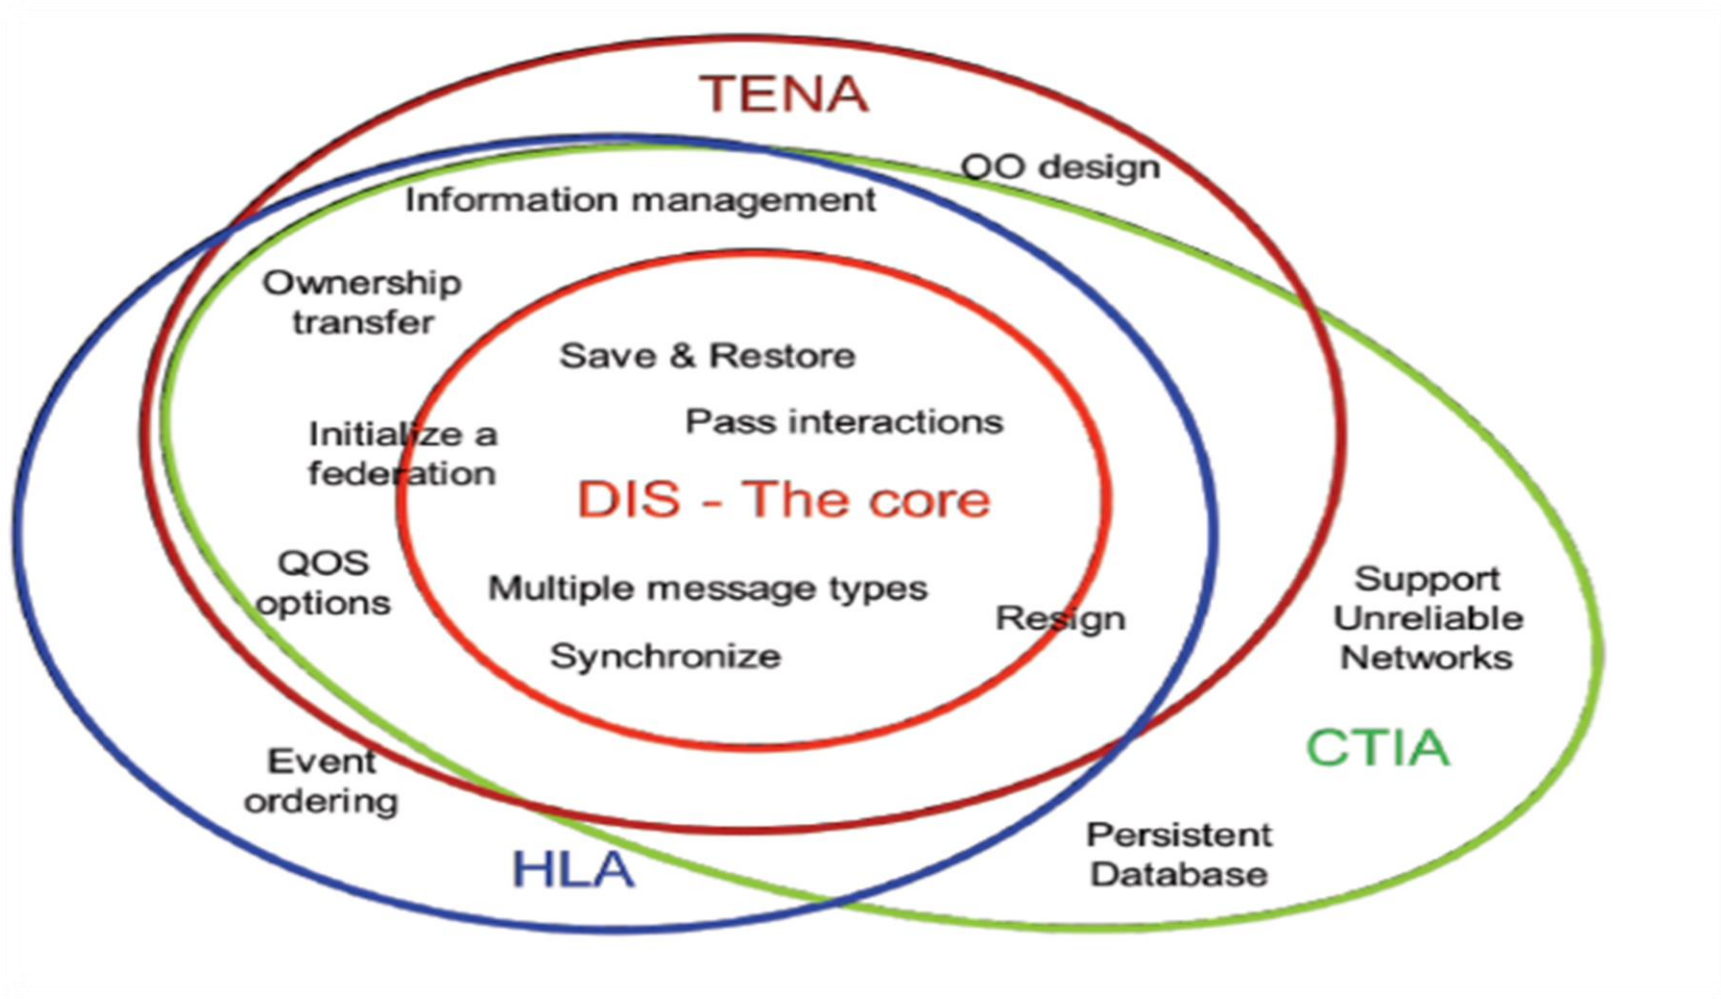 TENA
OO design
Information management
Ownership
transfer
Save & Restore
Pass interactions
Initialize a
federation
DIS - The core
QOS
options
Multiple message types
Resign
Synchronize
Support
Unreliable
Networks
CTIA
Event
ordering
HLA
Persistent
Database